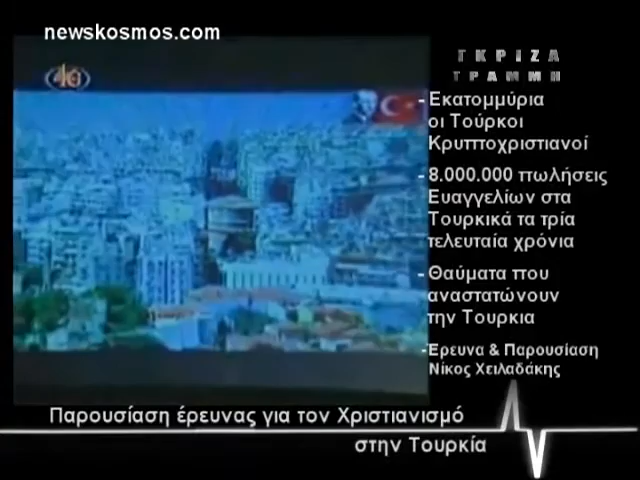 newskosmos.com
ΓΚΡΙΖΑ
ΓΡΑΜΜΗ
- Εκατομμύρια
οι Τούρκοι
Κρυπτοχριστιανοί
- 8.000.000 πωλήσεις
Ευαγγελίων στα
Τουρκικά τα τρία
τελευταία χρόνια
- Θαύματα που
αναστατώνουν
την Τουρκια
- Έρευνα & Παρουσίαση
Νίκος Χειλαδάκης
Παρουσίαση έρευνας για τον Χριστιανισμό
στην Τουρκία